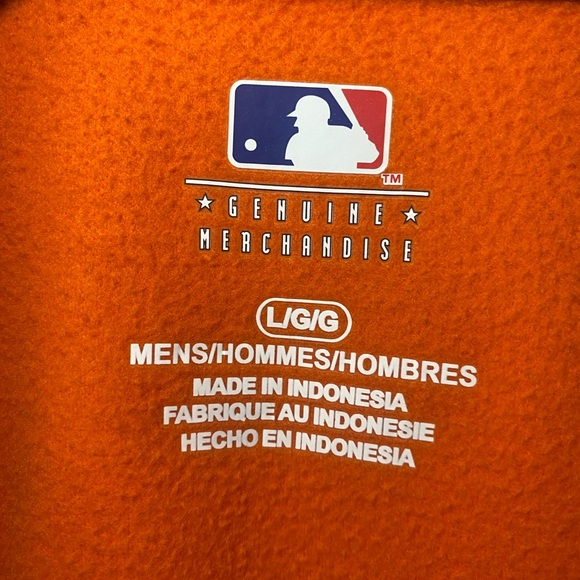 TM
★ GENUINE ★
MERCHANDISE
L/G/G
MENS/HOMMES/HOMBRES
MADE IN INDONESIA
FABRIQUE AU INDONESIE
HECHO EN INDONESIA